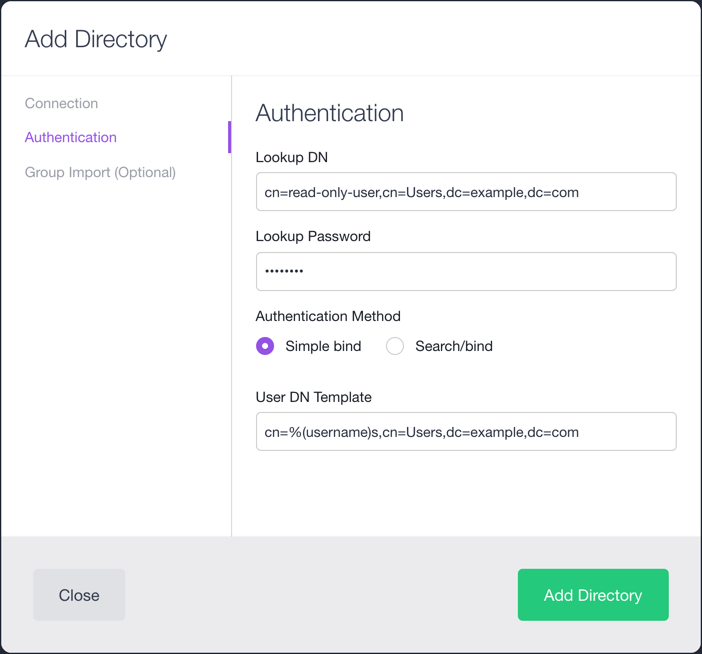 Add Directory
Connection
Authentication
Group Import (Optional)
Authentication
Lookup DN
cn=read-only-user,cn=Users,dc=example,dc=com
Lookup Password
••••••••
Authentication Method
Simple bind Search/bind
User DN Template
cn=%(username)s,cn=Users,dc=example,dc=com
Close Add Directory